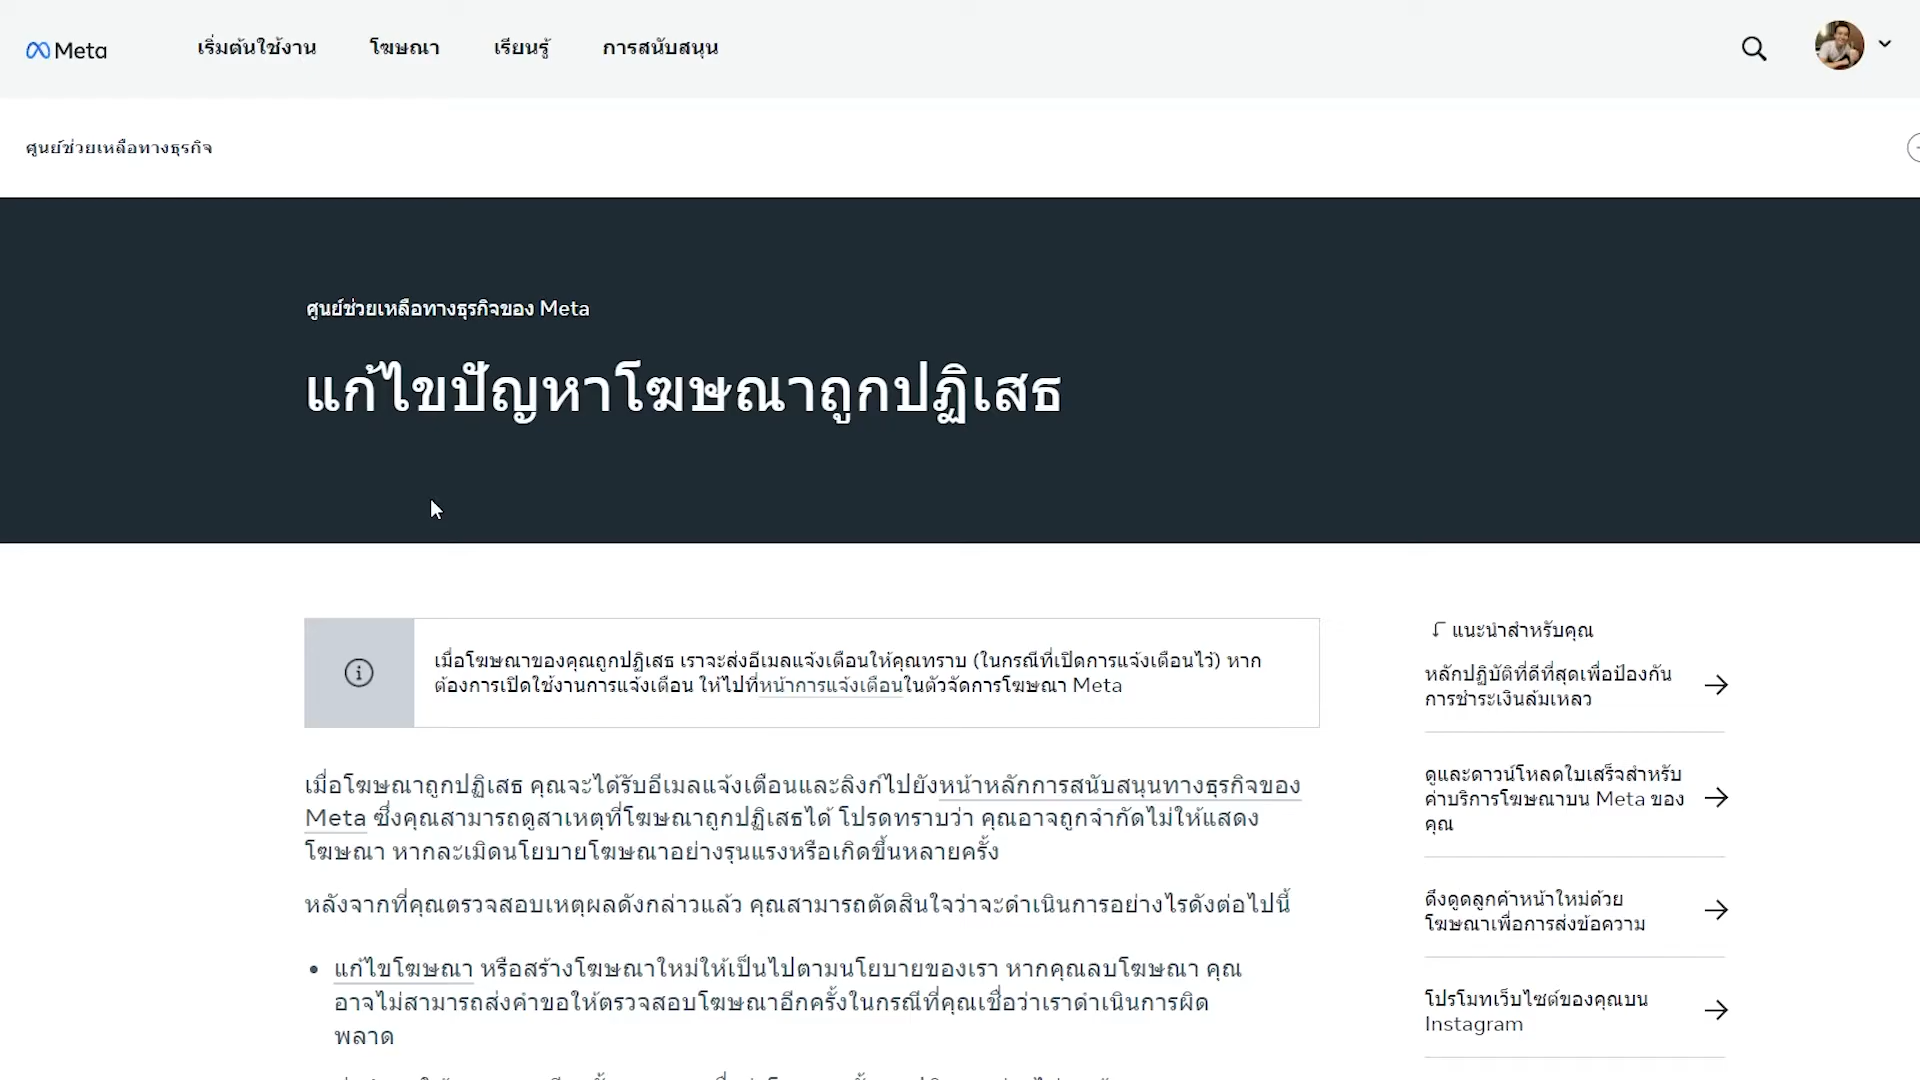 Meta
เริ่มต้นใช้งาน
โฆษณา
เรียนรู้
การสนับสนุน
ศูนย์ช่วยเหลือทางธุรกิจ
ศูนย์ช่วยเหลือทางธุรกิจของ Meta
แก้ไขปัญหาโฆษณาถูกปฏิเสธ
เมื่อโฆษณาของคุณถูกปฏิเสธ เราจะส่งอีเมลแจ้งเตือนให้คุณทราบ (ในกรณีที่เปิดการแจ้งเตือนไว้) หาก
ต้องการเปิดใช้งานการแจ้งเตือน ให้ไปที่หน้าการแจ้งเตือนในตัวจัดการโฆษณา Meta
เมื่อโฆษณาถูกปฏิเสธ คุณจะได้รับอีเมลแจ้งเตือนและลิงก์ไปยังหน้าหลักการสนับสนุนทางธุรกิจของ
Meta ซึ่งคุณสามารถดูสาเหตุที่โฆษณาถูกปฏิเสธได้ โปรดทราบว่า คุณอาจถูกจำกัดไม่ให้แสดง
โฆษณา หากละเมิดนโยบายโฆษณาอย่างรุนแรงหรือเกิดขึ้นหลายครั้ง
หลังจากที่คุณตรวจสอบเหตุผลดังกล่าวแล้ว คุณสามารถตัดสินใจว่าจะดำเนินการอย่างไรดังต่อไปนี้
แก้ไขโฆษณา หรือสร้างโฆษณาใหม่ให้เป็นไปตามนโยบายของเรา หากคุณลบโฆษณา คุณ
อาจไม่สามารถส่งคำขอให้ตรวจสอบโฆษณาอีกครั้งในกรณีที่คุณเชื่อว่าเราดำเนินการผิด
พลาด
แนะนำสำหรับคุณ
หลักปฏิบัติที่ดีที่สุดเพื่อป้องกัน
การชำระเงินล้มเหลว
ดูและดาวน์โหลดใบเสร็จสำหรับ
ค่าบริการโฆษณาบน Meta ของ
คุณ
ดึงดูดลูกค้าหน้าใหม่ด้วย
โฆษณาเพื่อการส่งข้อความ
โปรโมทเว็บไซต์ของคุณบน
Instagram